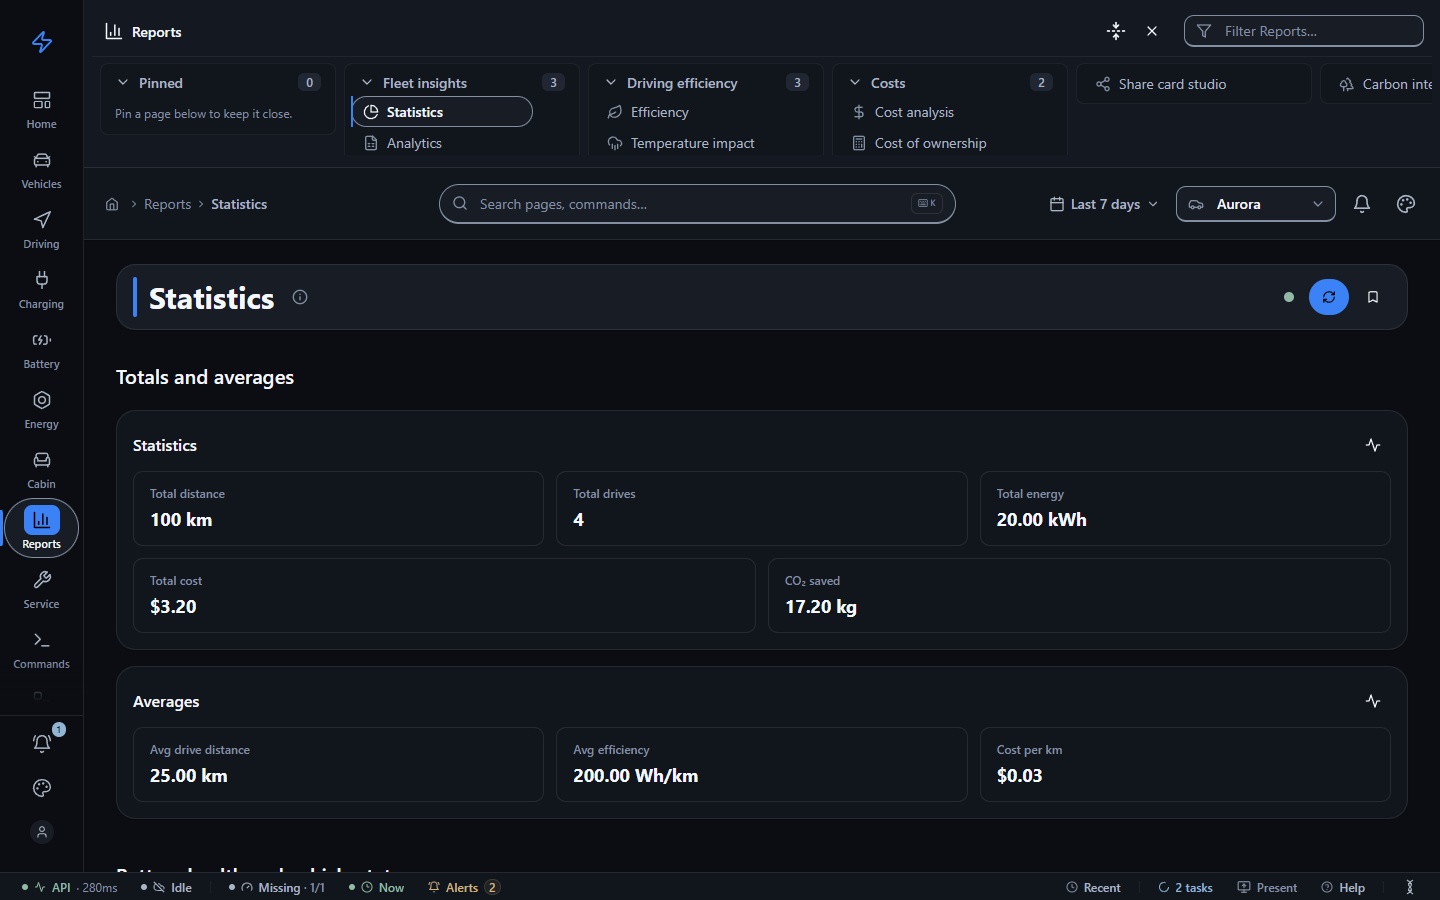 Reports
Filter Reports...
Pinned 0
Pin a page below to keep it close.
Fleet insights 3
Statistics
Analytics
Driving efficiency 3
Efficiency
Temperature impact
Costs 2
Cost analysis
Cost of ownership
Share card studio
Carbon inte
Home
Vehicles
Driving
Charging
Battery
Energy
Cabin
Reports
Service
Commands
1
Reports
Statistics
Search pages, commands...
K
Last 7 days
Aurora
Statistics
Totals and averages
Statistics
Total distance
100 km
Total drives
4
Total energy
20.00 kWh
Total cost
$3.20
CO₂ saved
17.20 kg
Averages
Avg drive distance
25.00 km
Avg efficiency
200.00 Wh/km
Cost per km
$0.03
API · 280ms
Idle
Missing · 1/1
Now
Alerts 2
Recent
2 tasks
Present
Help